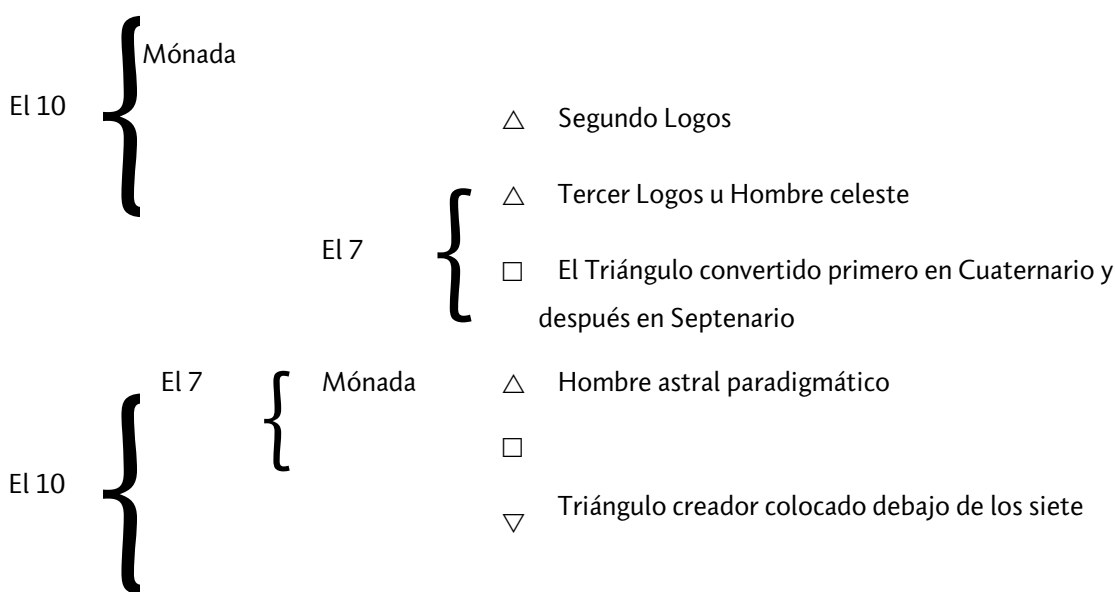 Mónada
El 10
△ Segundo Logos
△ Tercer Logos u Hombre celeste
El 7
□ El Triángulo convertido primero en Cuaternario y
después en Septenario
El 7 Mónada △ Hombre astral paradigmático
□
El 10
▽ Triángulo creador colocado debajo de los siete